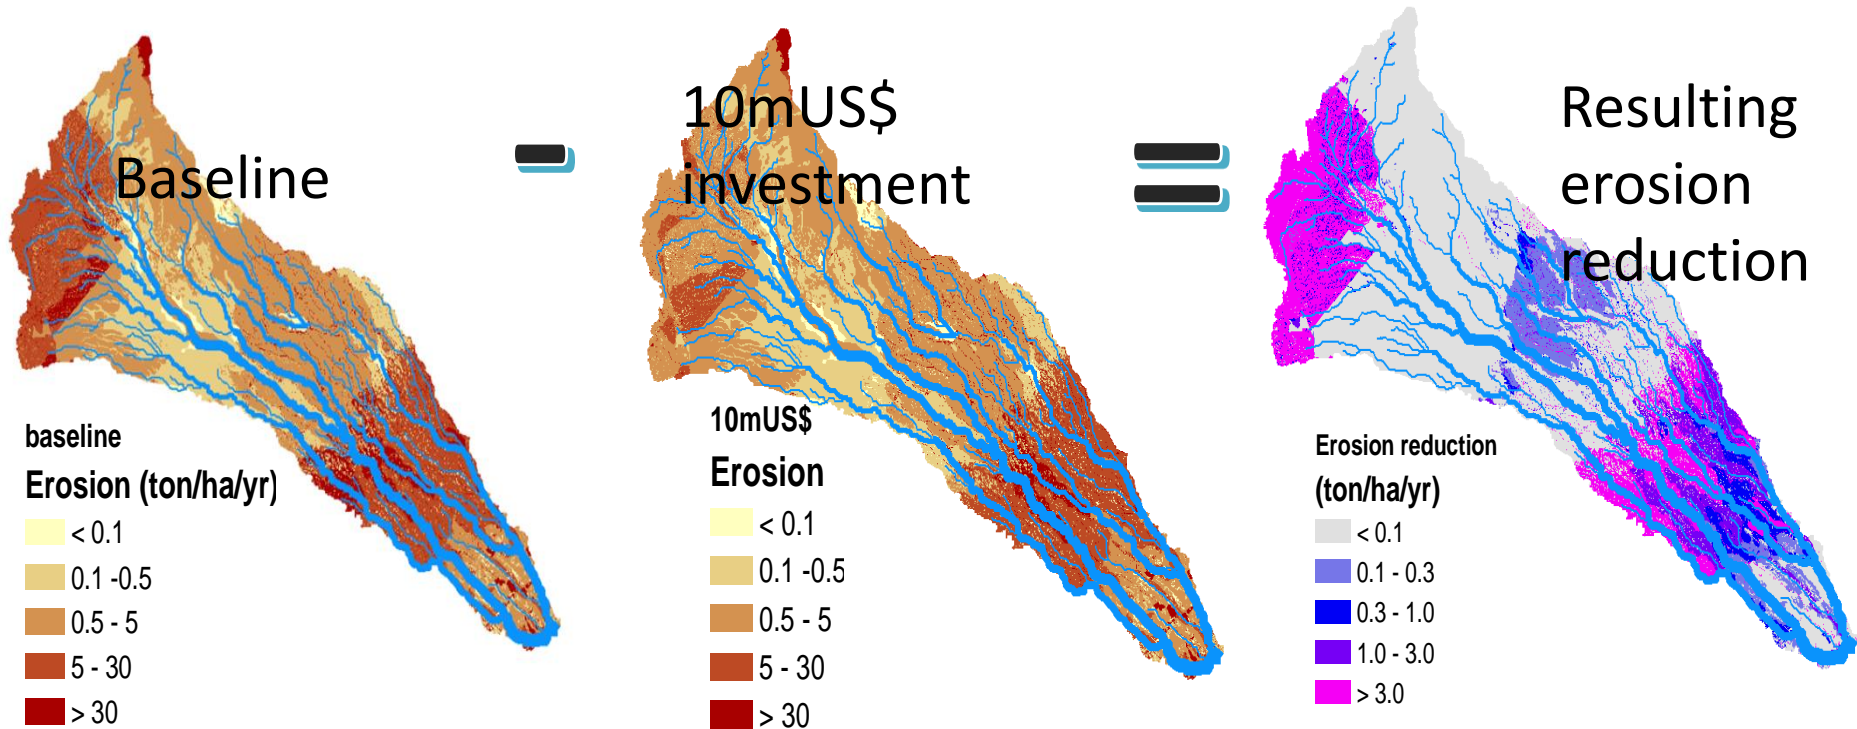 Baseline
baseline
Erosion (ton/ha/yr)
< 0.1
0.1 -0.5
0.5 - 5
5 - 30
> 30
10mUS$
investment
10mUS$
Erosion
< 0.1
0.1 -0.5
0.5 - 5
5 - 30
> 30
Resulting
erosion
reduction
Erosion reduction
(ton/ha/yr)
< 0.1
0.1 - 0.3
0.3 - 1.0
1.0 - 3.0
> 3.0